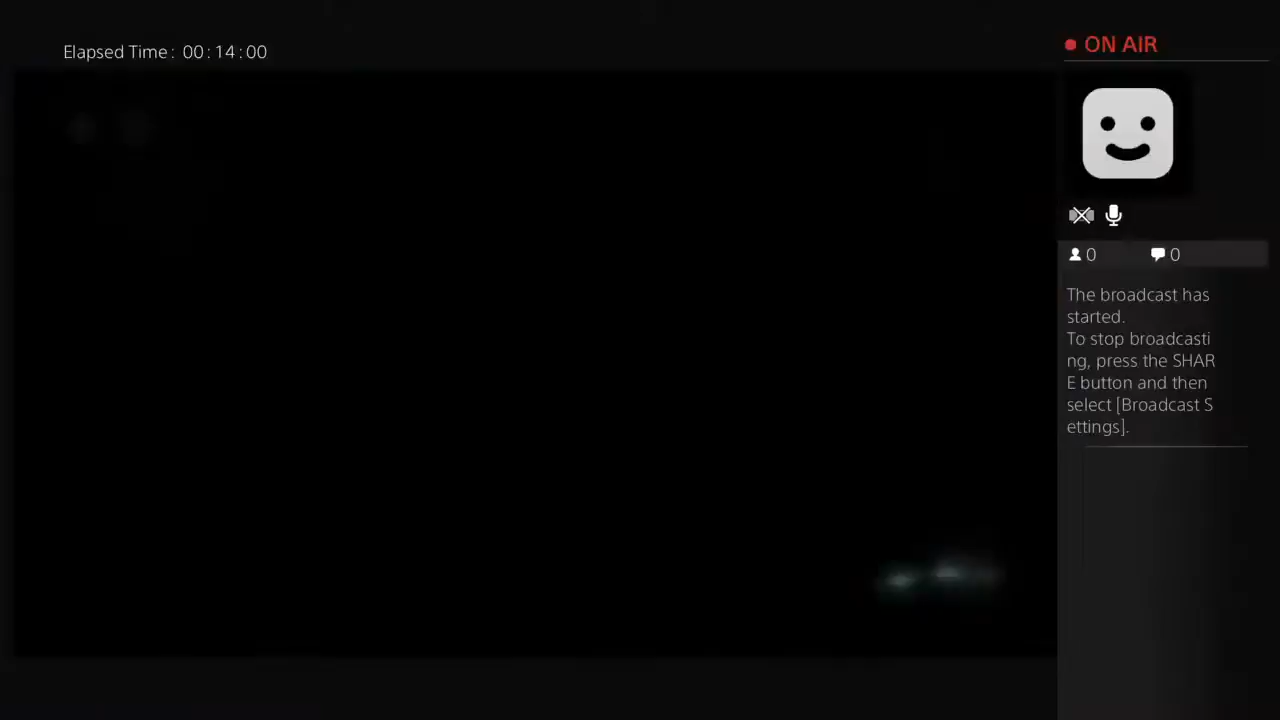 Elapsed Time: 00:14:00
ON AIR
0 0
The broadcast has
started.
To stop broadcasti
ng, press the SHAR
E button and then
select [Broadcast S
ettings].